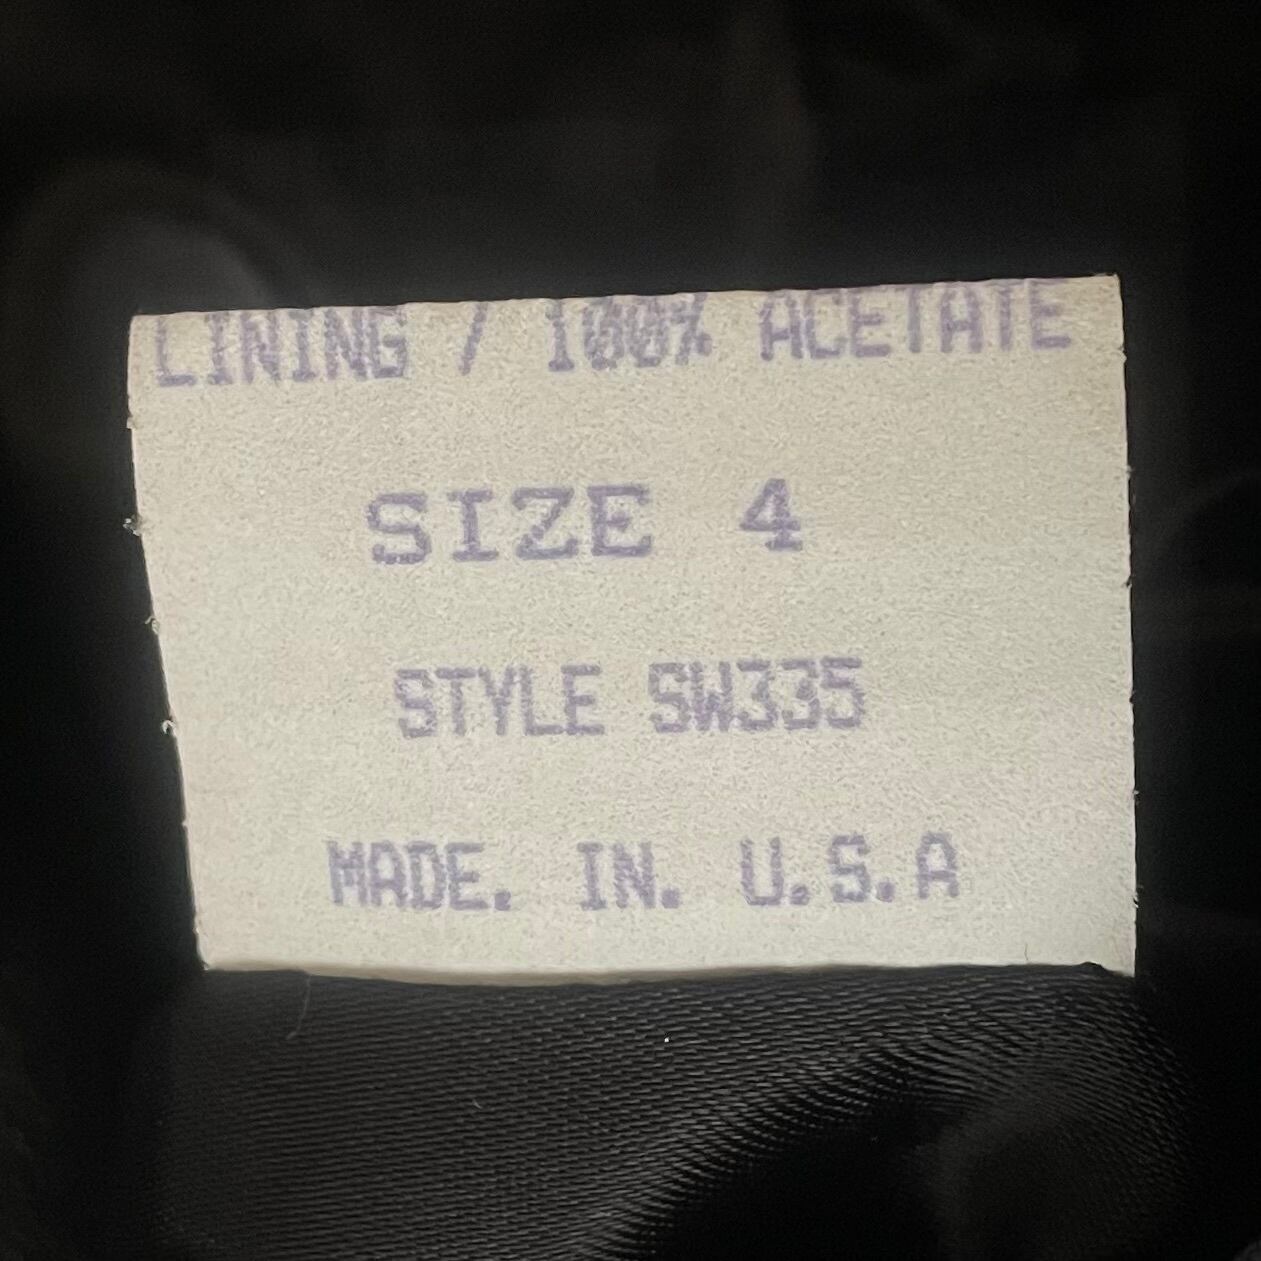 LINING / 100% ACETATE
SIZE 4
STYLE SW335
MADE. IN. U.S.A